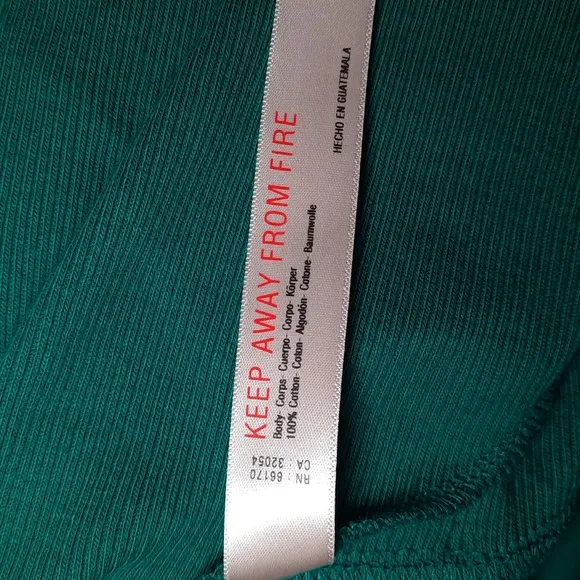 KEEP AWAY FROM FIRE
Body- Corps- Cuerpo- Corpo- Körper
100% Cotton- Coton- Algodón- Cotone- Baumwolle
HECHO EN GUATEMALA
RN : 66170
CA : 32054